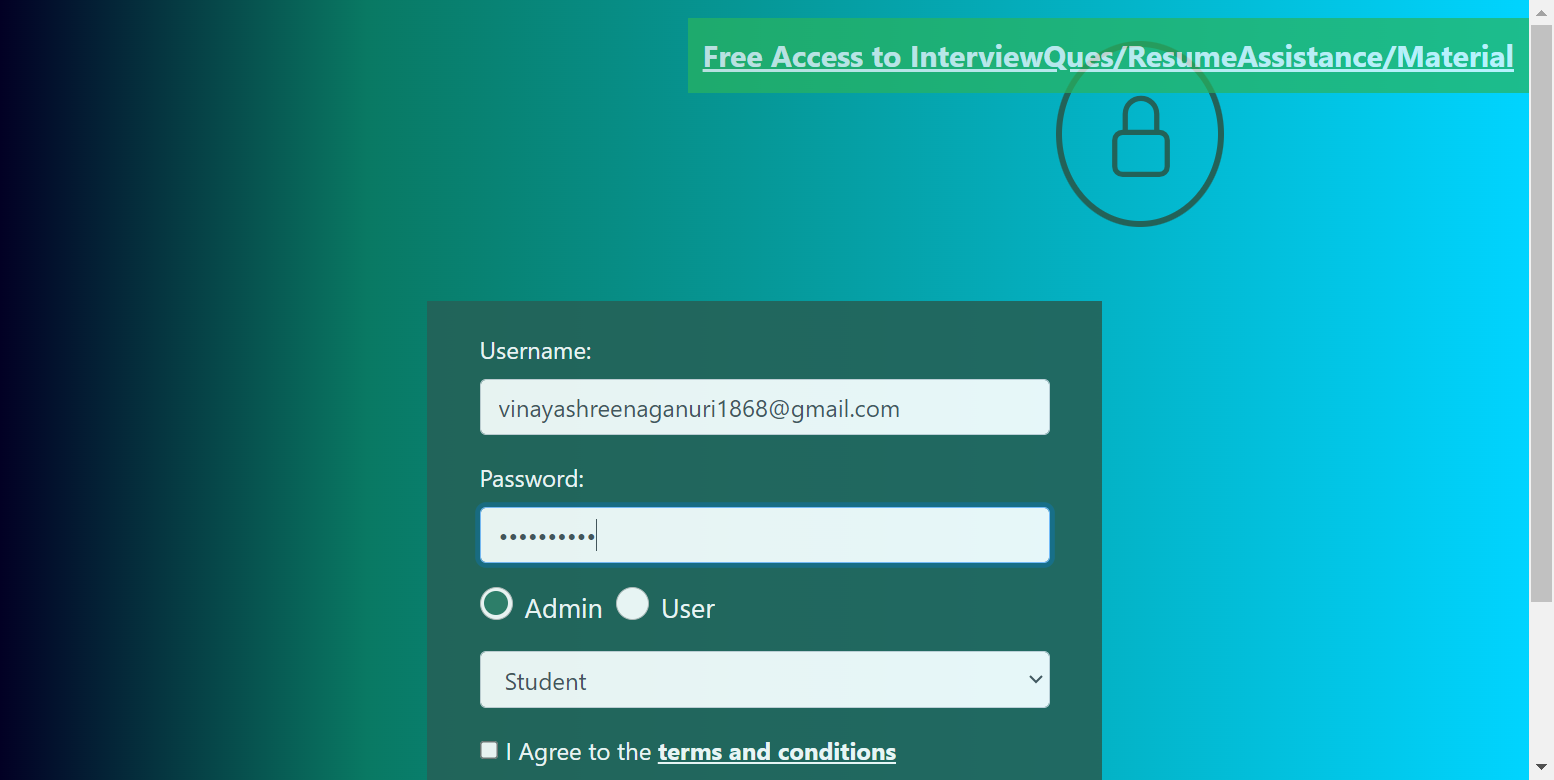 Free Access to InterviewQues/ResumeAssistance/Material
Username:
vinayashreenaganuri1868@gmail.com
Password:
••••••••••
Admin User
Student
I Agree to the terms and conditions